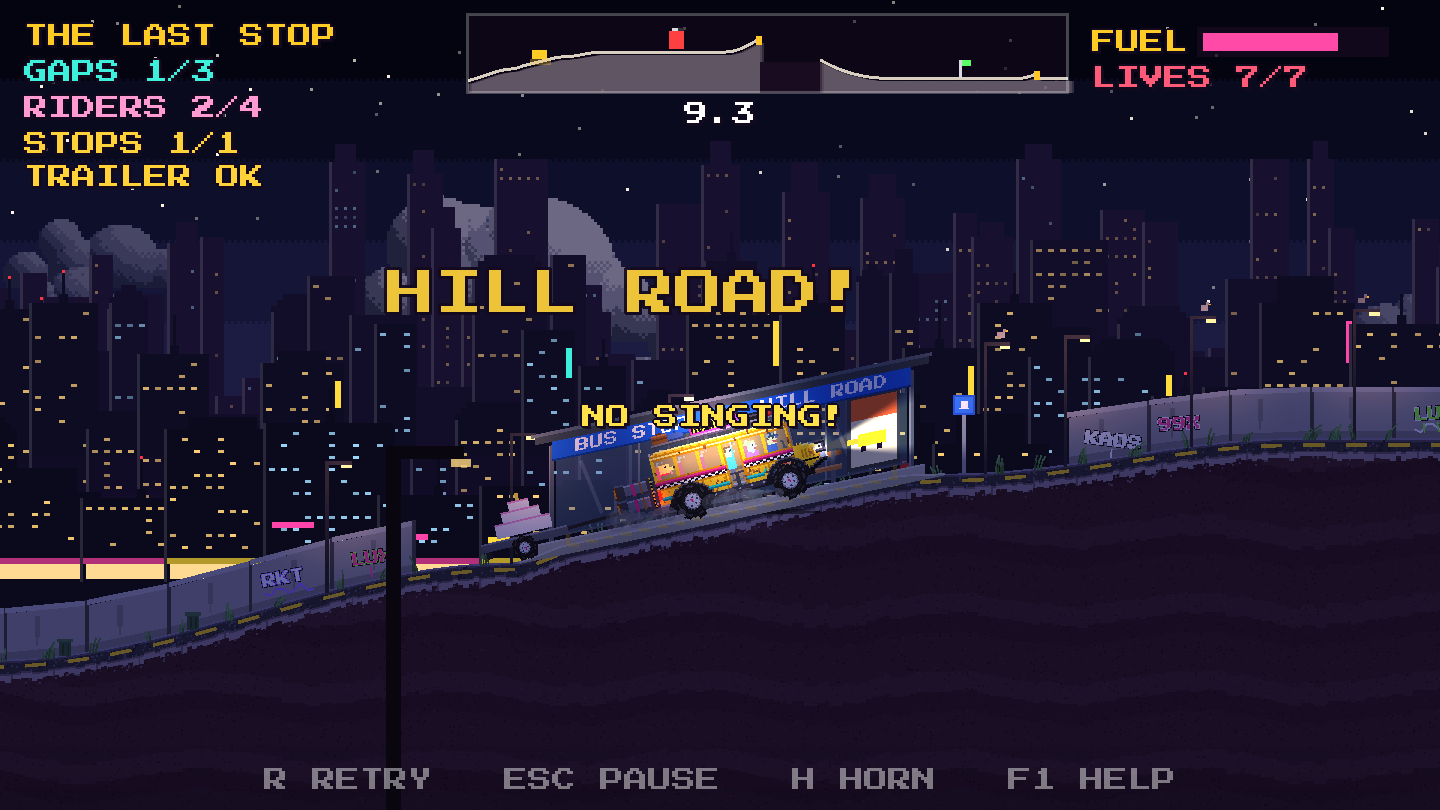 THE LAST STOP
GAPS 1/3
RIDERS 2/4
STOPS 1/1
TRAILER OK
9.3
FUEL
LIVES 7/7
HILL ROAD!
NO SINGING!
BUS STOP
HILL ROAD
RKT
KAOS
R RETRY ESC PAUSE H HORN F1 HELP